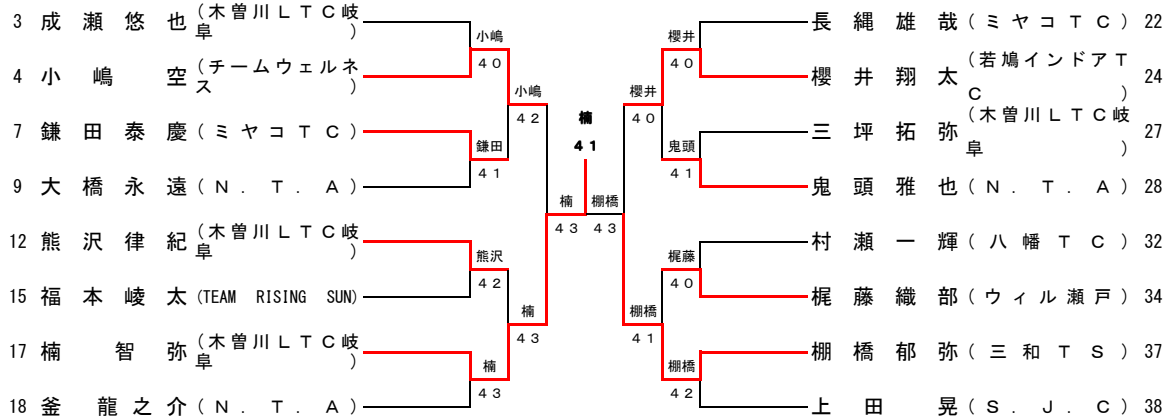 3 成瀬悠也 (木曽川LTC岐阜)
4 小嶋空 (チームウェルネス)
7 鎌田泰慶 (ミヤコTC)
9 大橋永遠 (N.T.A)
12 熊沢律紀 (木曽川LTC岐阜)
15 福本崚太 (TEAM RISING SUN)
17 楠智弥 (木曽川LTC岐阜)
18 釜龍之介 (N.T.A)
小嶋
40
鎌田
41
熊沢
42
楠
43
小嶋
42
楠
43
楠
43
楠
41
棚橋
43
櫻井
40
棚橋
41
櫻井
40
鬼頭
41
梶藤
40
棚橋
42
長縄雄哉 (ミヤコTC) 22
櫻井翔太 (若鳩インドアTC) 24
三坪拓弥 (木曽川LTC岐阜) 27
鬼頭雅也 (N.T.A) 28
村瀬一輝 (八幡TC) 32
梶藤織部 (ウィル瀬戸) 34
棚橋郁弥 (三和TS) 37
上田晃 (S.J.C) 38